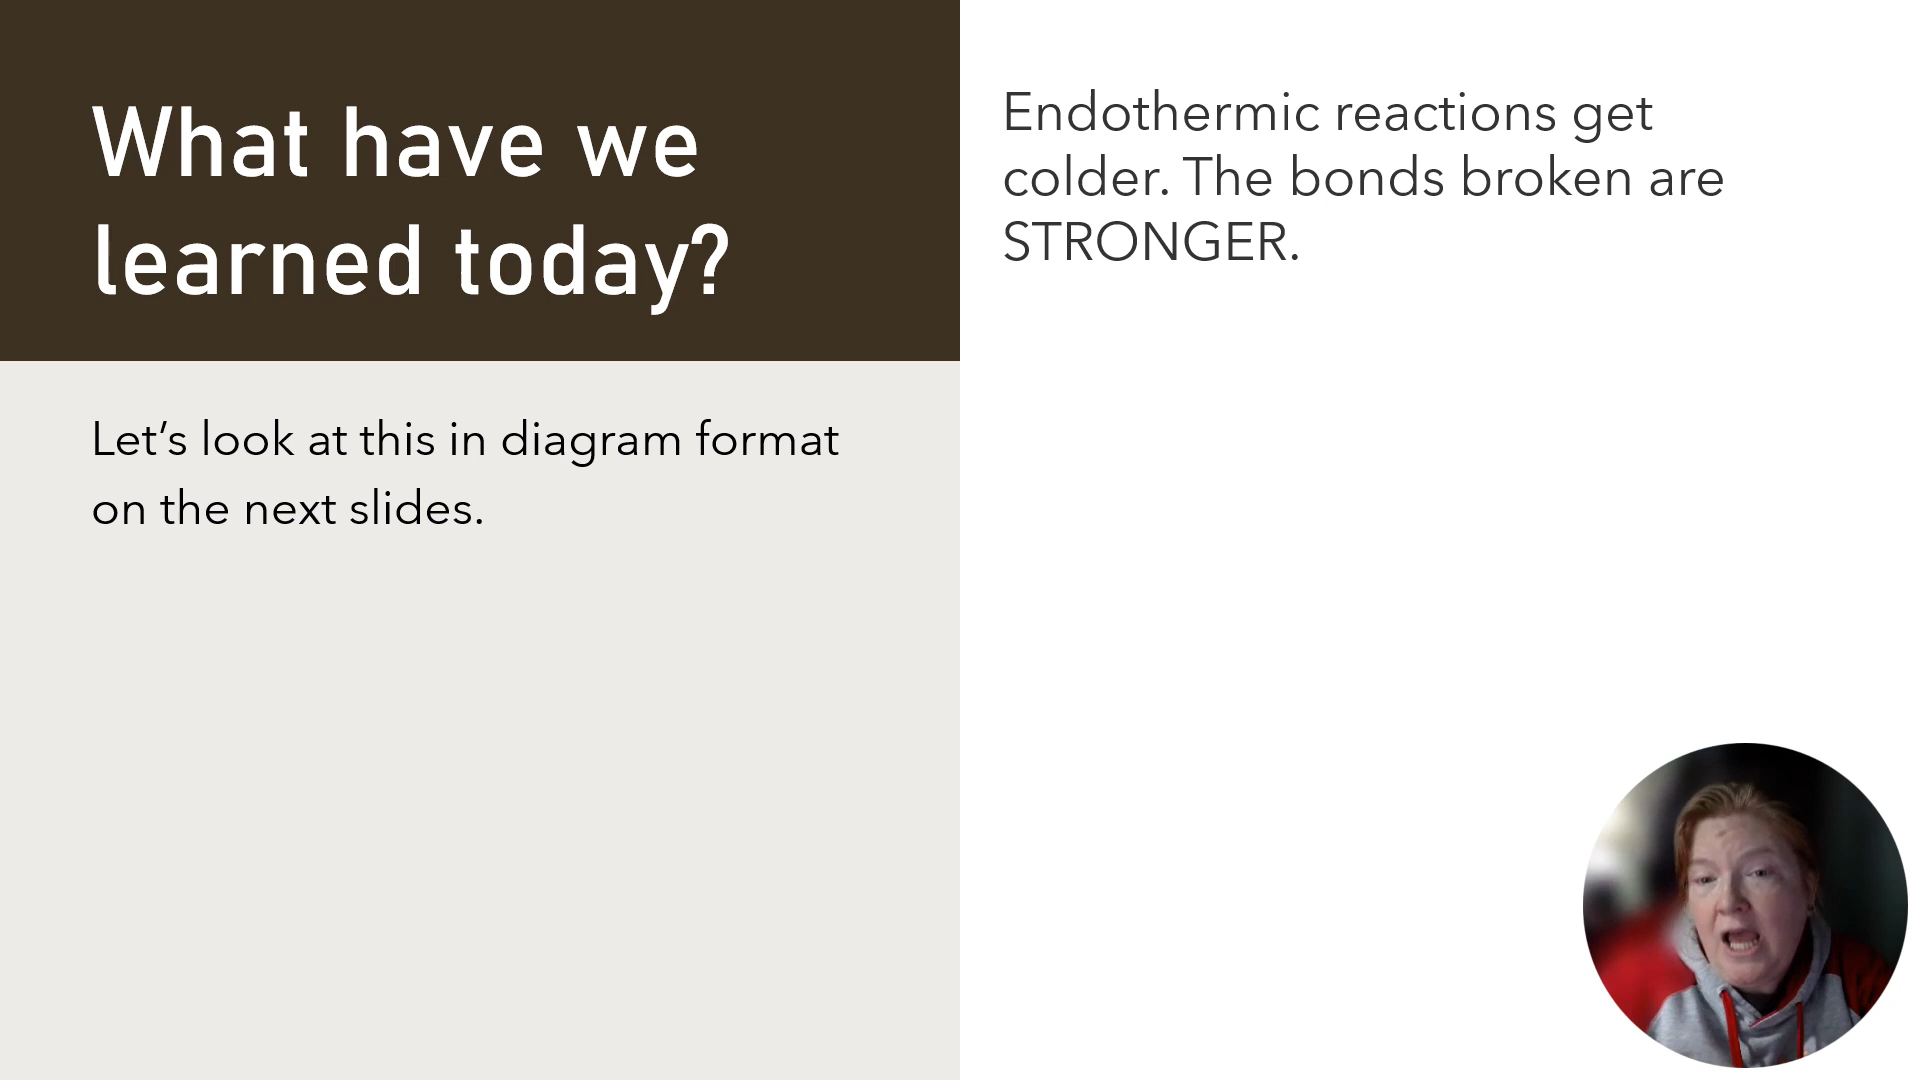 What have we
learned today?
Let’s look at this in diagram format
on the next slides.
Endothermic reactions get
colder. The bonds broken are
STRONGER.